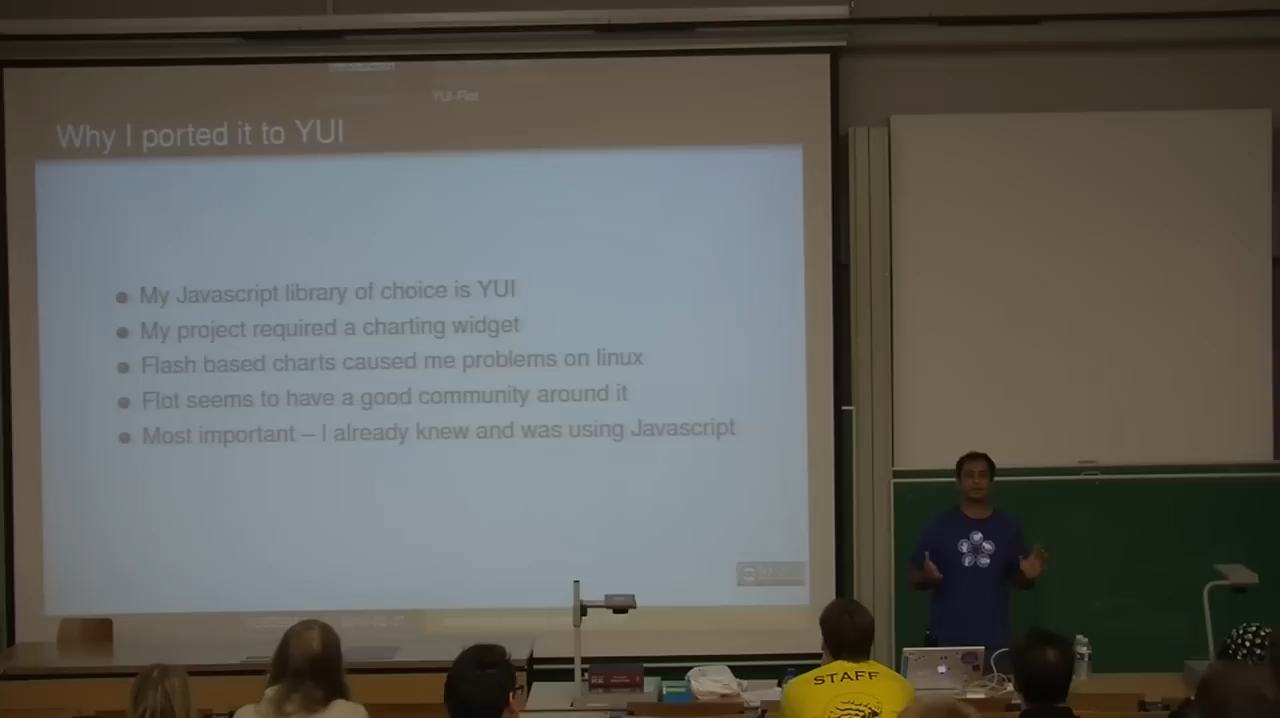 YUI-Flot
Why I ported it to YUI
My Javascript library of choice is YUI
My project required a charting widget
Flash based charts caused me problems on linux
Flot seems to have a good community around it
Most important – I already knew and was using Javascript
STAFF